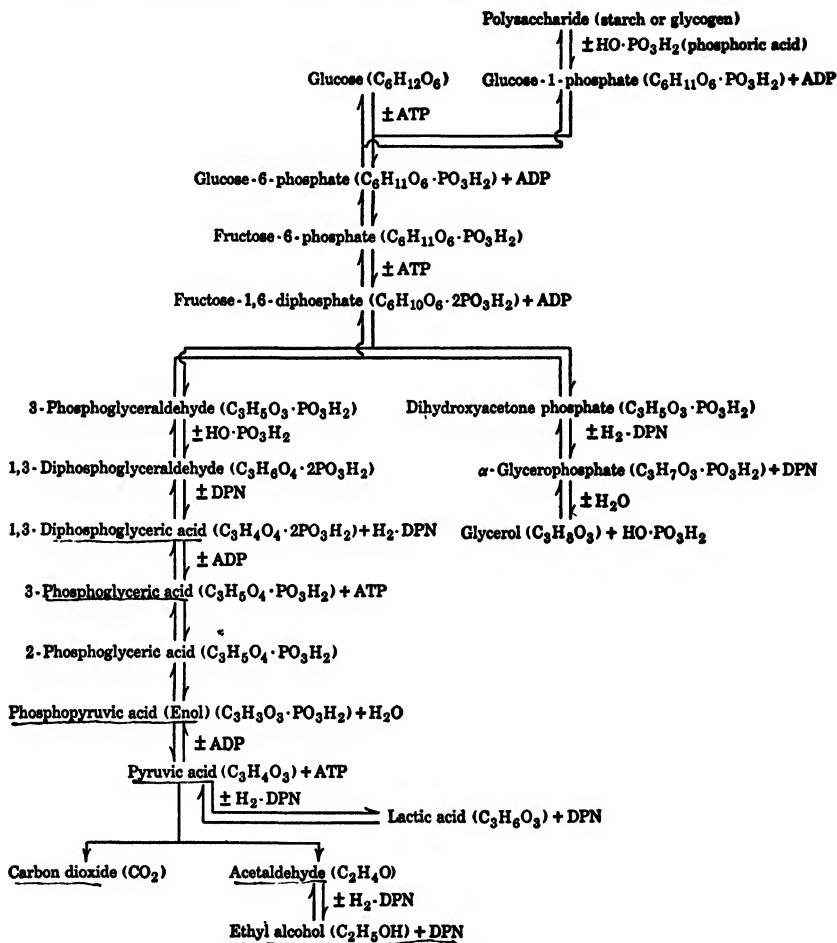 Polysaccharide (starch or glycogen)
±HO·PO₃H₂ (phosphoric acid)
Glucose (C₆H₁₂O₆) Glucose-1-phosphate (C₆H₁₁O₆·PO₃H₂) + ADP
±ATP
Glucose-6-phosphate (C₆H₁₁O₆·PO₃H₂) + ADP
Fructose-6-phosphate (C₆H₁₁O₆·PO₃H₂)
±ATP
Fructose-1,6-diphosphate (C₆H₁₀O₆·2PO₃H₂) + ADP
3-Phosphoglyceraldehyde (C₃H₅O₃·PO₃H₂) Dihydroxyacetone phosphate (C₃H₅O₃·PO₃H₂)
±HO·PO₃H₂ ±H₂-DPN
1,3-Diphosphoglyceraldehyde (C₃H₆O₄·2PO₃H₂) α-Glycerophosphate (C₃H₇O₃·PO₃H₂) + DPN
±DPN ±H₂O
1,3-Diphosphoglyceric acid (C₃H₄O₄·2PO₃H₂) + H₂-DPN Glycerol (C₃H₈O₃) + HO·PO₃H₂
±ADP
3-Phosphoglyceric acid (C₃H₅O₄·PO₃H₂) + ATP
2-Phosphoglyceric acid (C₃H₅O₄·PO₃H₂)
Phosphopyruvic acid (Enol) (C₃H₃O₃·PO₃H₂) + H₂O
±ADP
Pyruvic acid (C₃H₄O₃) + ATP
±H₂-DPN
Lactic acid (C₃H₆O₃) + DPN
Carbon dioxide (CO₂) Acetaldehyde (C₂H₄O)
±H₂-DPN
Ethyl alcohol (C₂H₅OH) + DPN